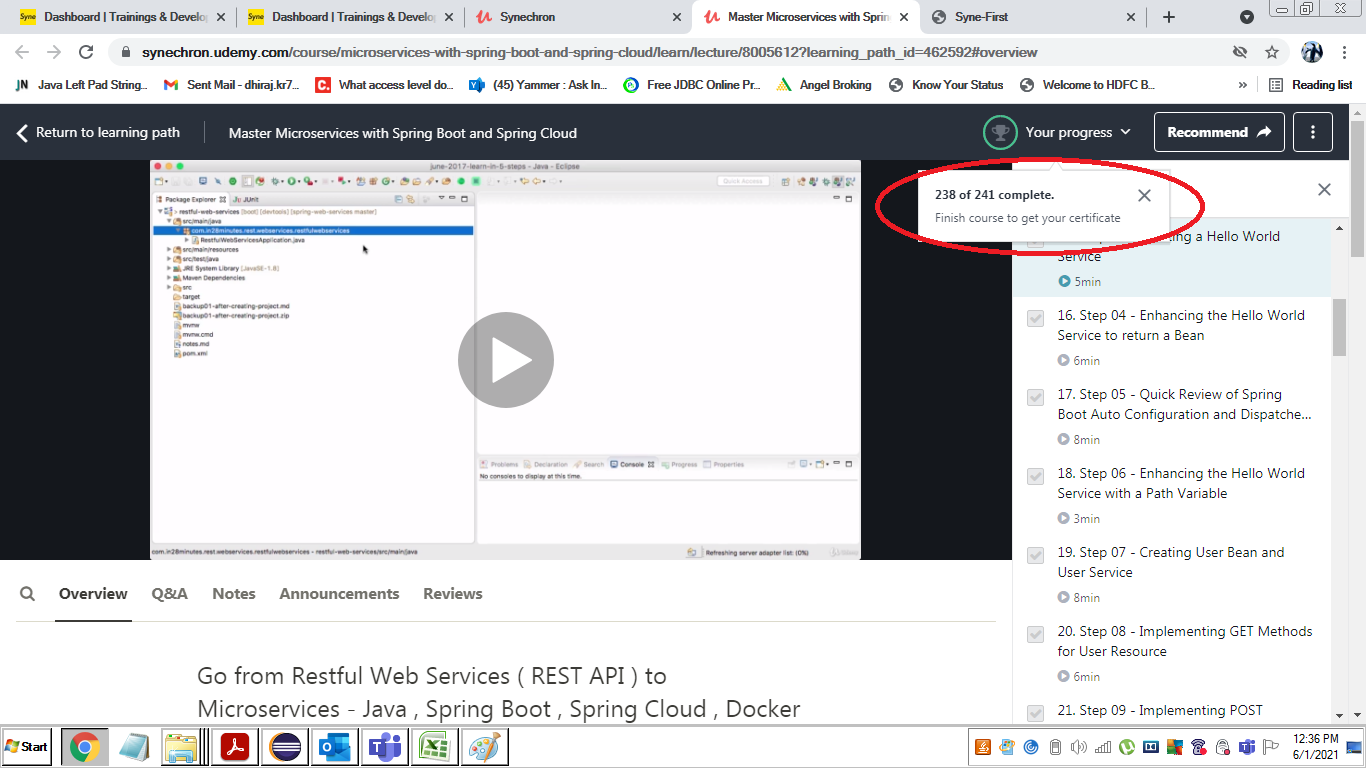 Dashboard | Trainings & Develop
Dashboard | Trainings & Develop
Synechron
Master Microservices with Sprin
Syne-First
synechron.udemy.com/course/microservices-with-spring-boot-and-spring-cloud/learn/lecture/8005612?learning_path_id=462592#overview
JN Java Left Pad String...
Sent Mail - dhiraj.kr7...
What access level do...
(45) Yammer : Ask In...
Free JDBC Online Pr...
Angel Broking
Know Your Status
Welcome to HDFC B...
»
Reading list
Return to learning path
Master Microservices with Spring Boot and Spring Cloud
Your progress
Recommend
238 of 241 complete.
Finish course to get your certificate
june-2017-learn-in-5-steps - Java - Eclipse
Quick Access
Package Explorer
JUnit
restful-web-services [boot] [devtools] [spring-web-services master]
src/main/java
com.in28minutes.rest.webservices.restfulwebservices
RestfulWebServicesApplication.java
src/main/resources
src/test/java
JRE System Library [JavaSE-1.8]
Maven Dependencies
src
target
backup01-after-creating-project.md
backup01-after-creating-project.zip
mvnw
mvnw.cmd
notes.md
pom.xml
Problems
Declaration
Search
Console
Progress
Properties
No consoles to display at this time.
com.in28minutes.rest.webservices.restfulwebservices - restful-web-services/src/main/java
Refreshing server adapter list: (0%)
ing a Hello World
Service
5min
16. Step 04 - Enhancing the Hello World
Service to return a Bean
6min
17. Step 05 - Quick Review of Spring
Boot Auto Configuration and Dispatche...
8min
18. Step 06 - Enhancing the Hello World
Service with a Path Variable
3min
19. Step 07 - Creating User Bean and
User Service
8min
20. Step 08 - Implementing GET Methods
for User Resource
6min
21. Step 09 - Implementing POST
Overview
Q&A
Notes
Announcements
Reviews
Go from Restful Web Services ( REST API ) to
Microservices - Java , Spring Boot , Spring Cloud , Docker
Start
12:36 PM
6/1/2021